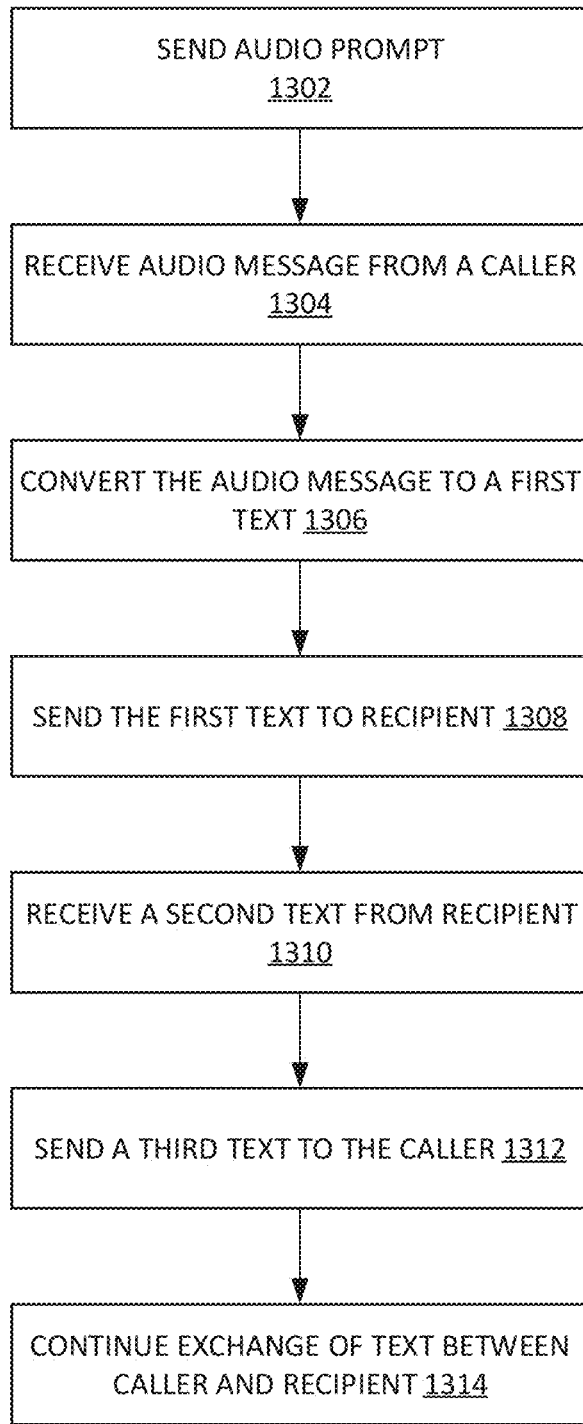 SEND AUDIO PROMPT
1302
RECEIVE AUDIO MESSAGE FROM A CALLER
1304
CONVERT THE AUDIO MESSAGE TO A FIRST
TEXT 1306
SEND THE FIRST TEXT TO RECIPIENT 1308
RECEIVE A SECOND TEXT FROM RECIPIENT
1310
SEND A THIRD TEXT TO THE CALLER 1312
CONTINUE EXCHANGE OF TEXT BETWEEN
CALLER AND RECIPIENT 1314